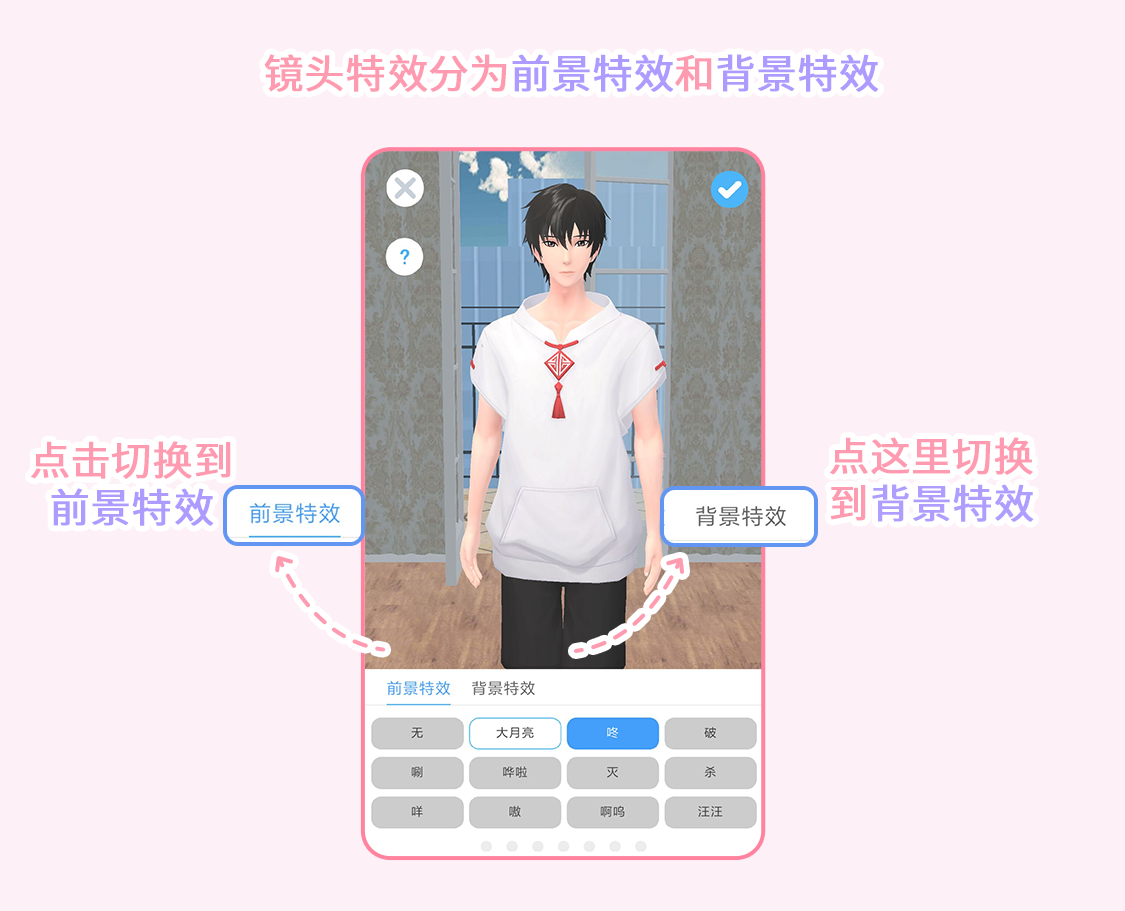 镜头特效分为前景特效和背景特效
?
点击切换到
前景特效
前景特效
点这里切换
到背景特效
背景特效
前景特效 背景特效
无 大月亮 咚 破
唰 哗啦 灭 杀
咩 嗷 啊呜 汪汪